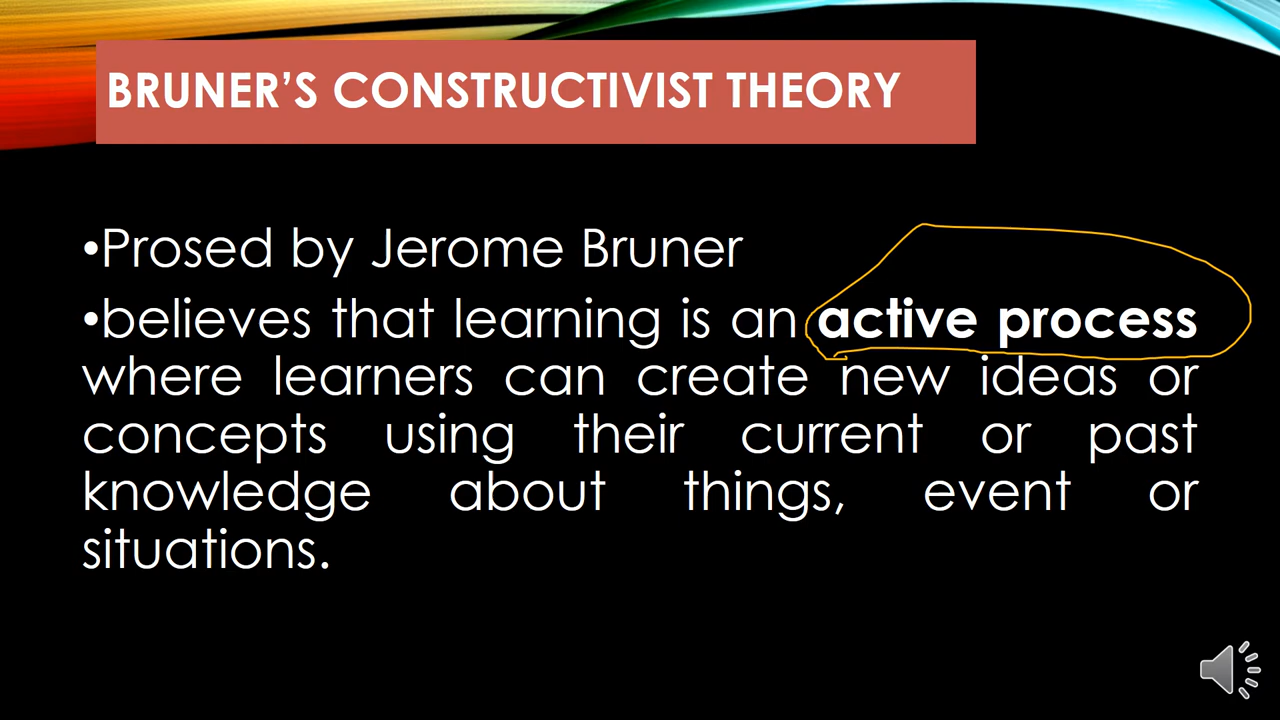 BRUNER’S CONSTRUCTIVIST THEORY
•Prosed by Jerome Bruner
•believes that learning is an active process
where learners can create new ideas or
concepts using their current or past
knowledge about things, event or
situations.